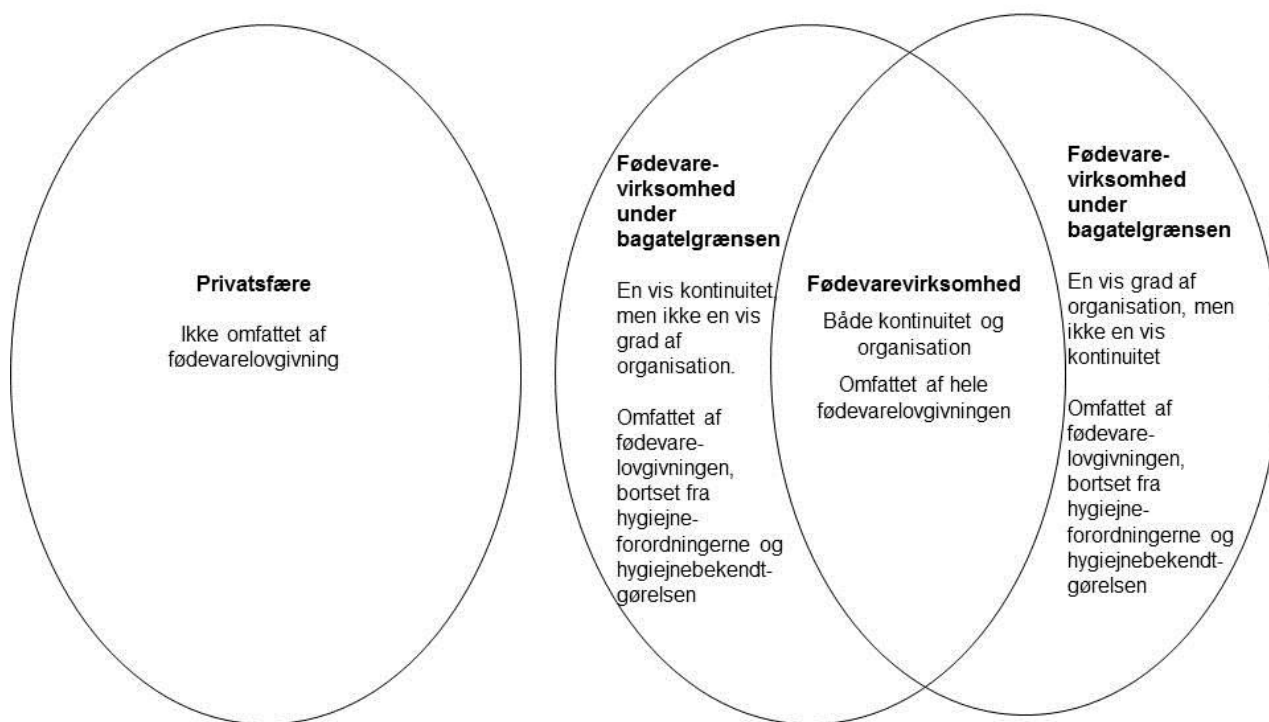 Privatsfære
Ikke omfattet af
fødevarelovgivning
Fødevare-
virksomhed
under
bagatelgrænsen
En vis kontinuitet,
men ikke en vis
grad af
organisation.
Omfattet af
fødevare-
lovgivningen,
bortset fra
hygiejne-
forordningerne og
hygiejnebekendt-
gørelsen
Fødevarevirksomhed
Både kontinuitet og
organisation
Omfattet af hele
fødevarelovgivningen
Fødevare-
virksomhed
under
bagatelgrænsen
En vis grad af
organisation, men
ikke en vis
kontinuitet
Omfattet af
fødevare-
lovgivningen,
bortset fra
hygiejne-
forordningerne og
hygiejnebekendt-
gørelsen